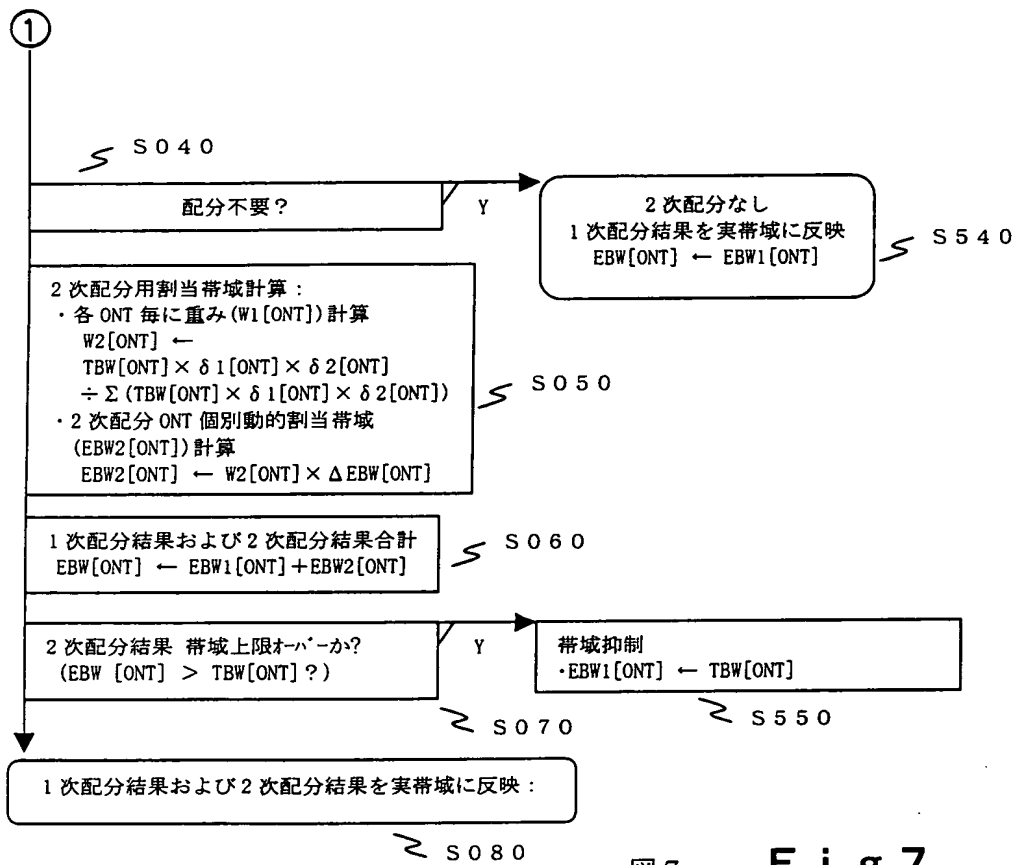 ①
S040
配分不要?
Y
2次配分なし
1次配分結果を実帯域に反映
EBW[ONT] ← EBW1[ONT]
S540
2次配分用割当帯域計算:
・各ONT毎に重み(W1[ONT])計算
W2[ONT] ←
TBW[ONT]×δ1[ONT]×δ2[ONT]
÷Σ(TBW[ONT]×δ1[ONT]×δ2[ONT])
・2次配分ONT個別動的割当帯域
(EBW2[ONT])計算
EBW2[ONT] ← W2[ONT]×ΔEBW[ONT]
S050
1次配分結果および2次配分結果合計
EBW[ONT] ← EBW1[ONT]+EBW2[ONT]
S060
2次配分結果 帯域上限オーバーか?
(EBW [ONT] > TBW[ONT]?)
Y
S070
帯域抑制
・EBW1[ONT] ← TBW[ONT]
S550
1次配分結果および2次配分結果を実帯域に反映:
S080
図7 Fig7